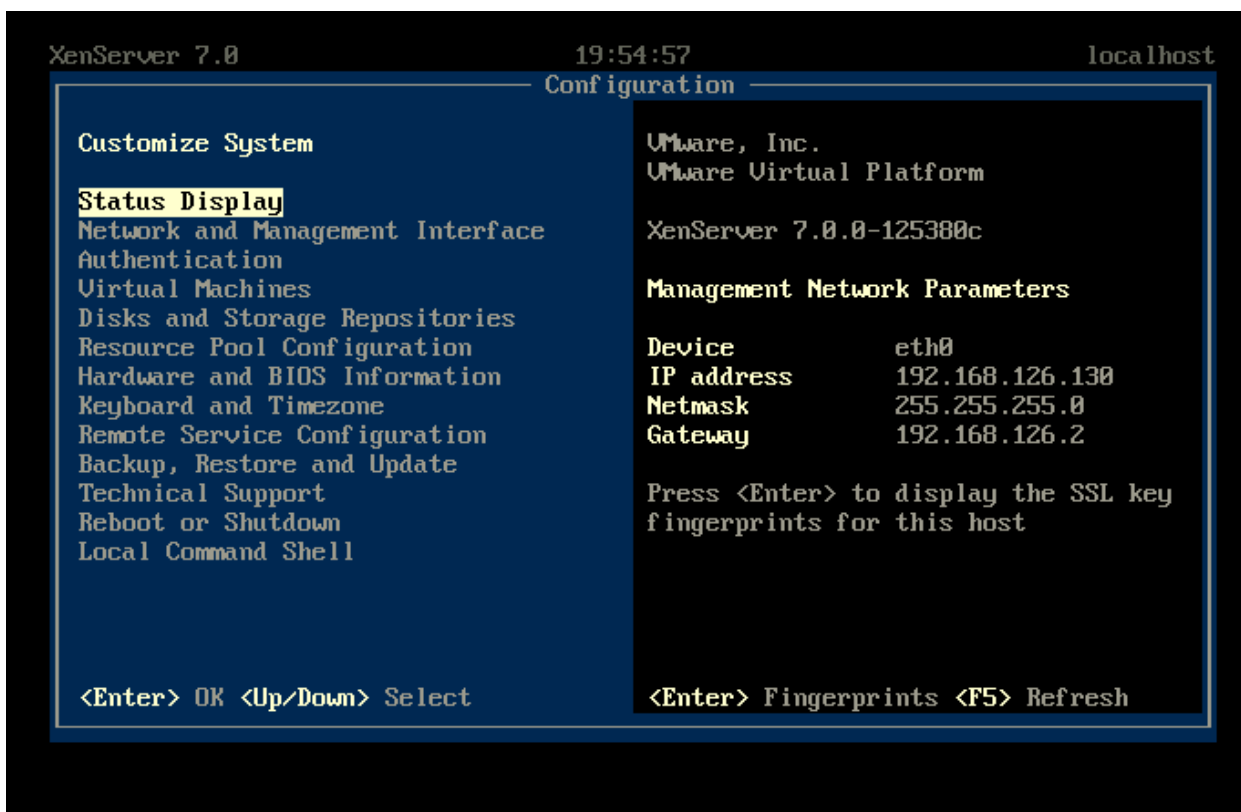 XenServer 7.0 19:54:57 localhost
Configuration
Customize System
Status Display
Network and Management Interface
Authentication
Virtual Machines
Disks and Storage Repositories
Resource Pool Configuration
Hardware and BIOS Information
Keyboard and Timezone
Remote Service Configuration
Backup, Restore and Update
Technical Support
Reboot or Shutdown
Local Command Shell
<Enter> OK <Up/Down> Select
VMware, Inc.
VMware Virtual Platform
XenServer 7.0.0-125380c
Management Network Parameters
Device eth0
IP address 192.168.126.130
Netmask 255.255.255.0
Gateway 192.168.126.2
Press <Enter> to display the SSL key
fingerprints for this host
<Enter> Fingerprints <F5> Refresh